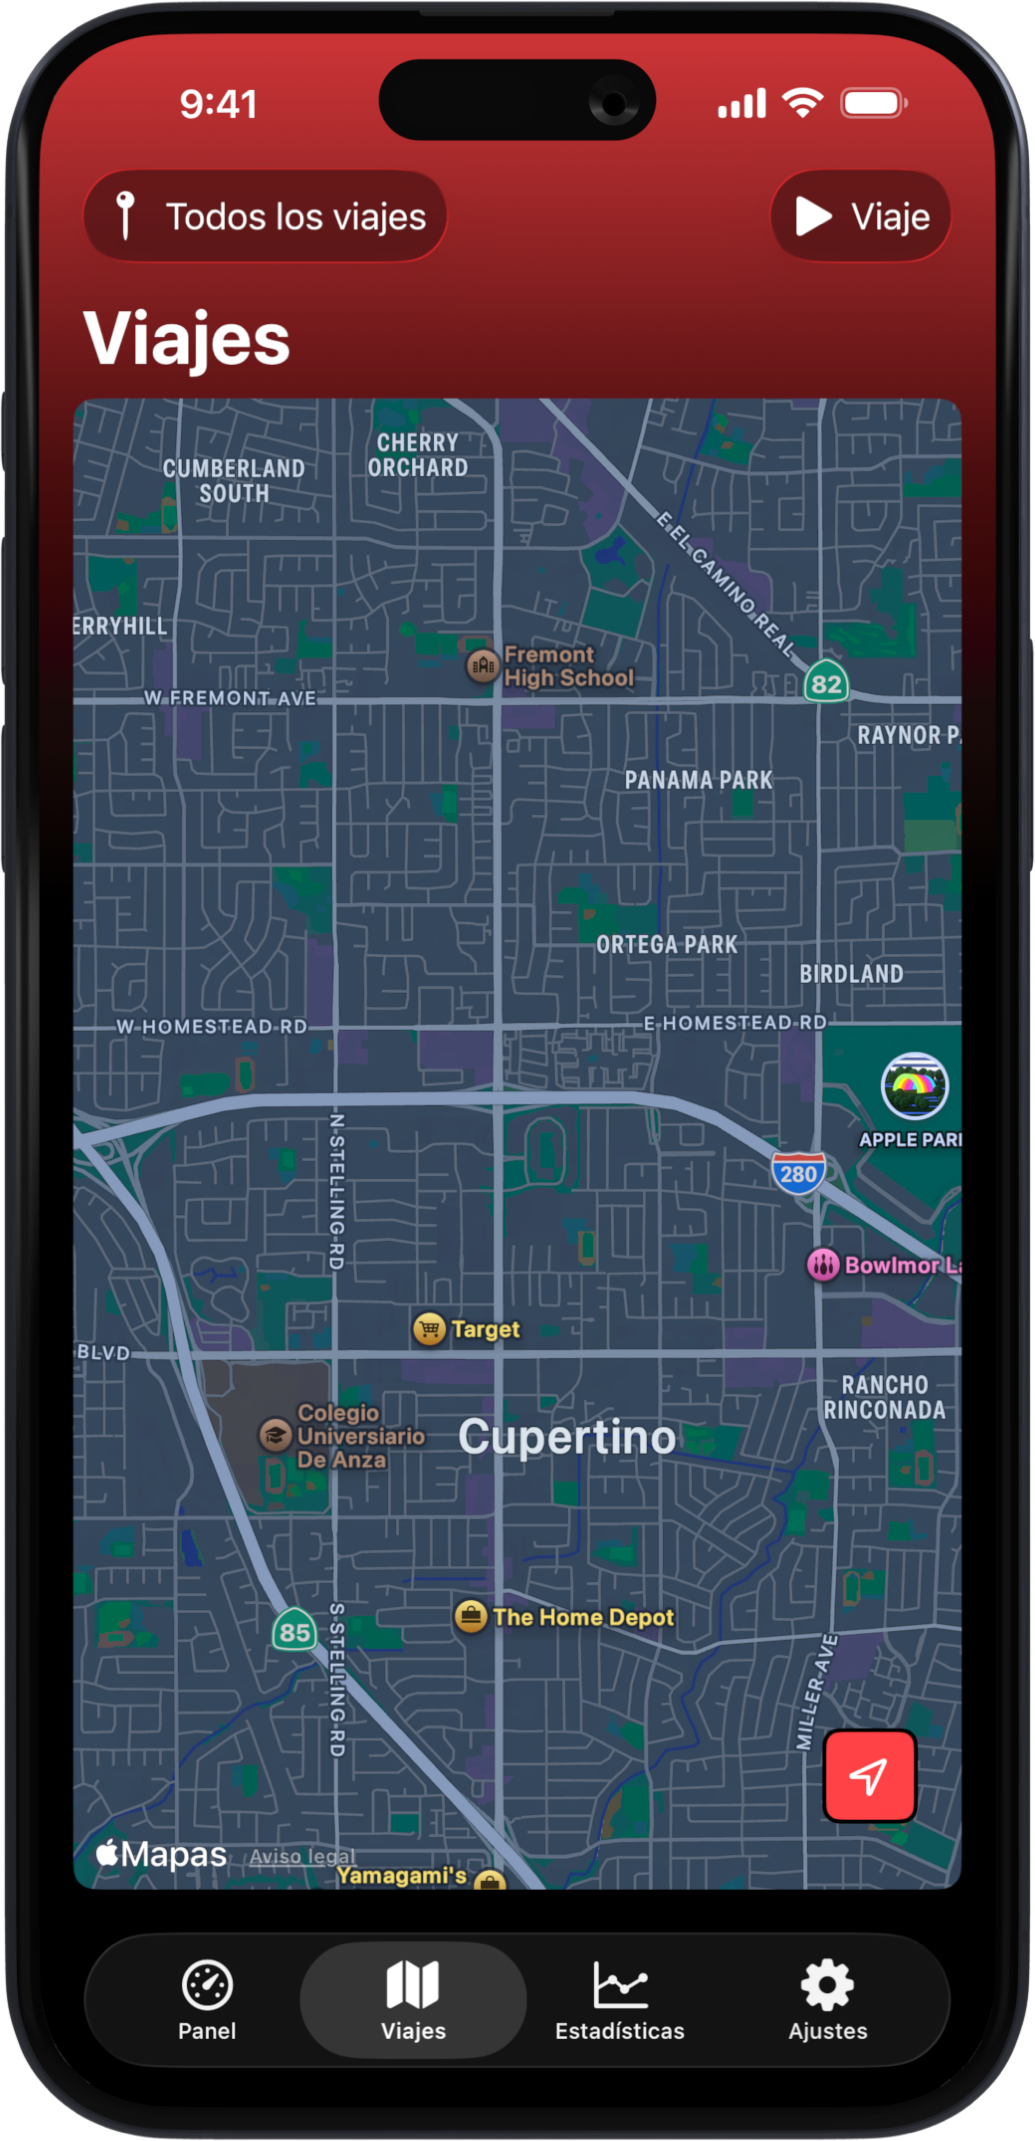 9:41
Todos los viajes
Viaje
Viajes
CHERRY
ORCHARD
CUMBERLAND
SOUTH
E EL CAMINO REAL
ERRYHILL
Fremont
High School
82
W FREMONT AVE
RAYNOR P
PANAMA PARK
ORTEGA PARK
BIRDLAND
W HOMESTEAD RD
E HOMESTEAD RD
APPLE PARK
N STELLING RD
280
Bowlmor La
Target
BLVD
RANCHO
RINCONADA
Colegio
Universiario
De Anza
Cupertino
The Home Depot
85
S STELLING RD
MILLER AVE
Mapas
Aviso legal
Yamagami's
Panel
Viajes
Estadísticas
Ajustes